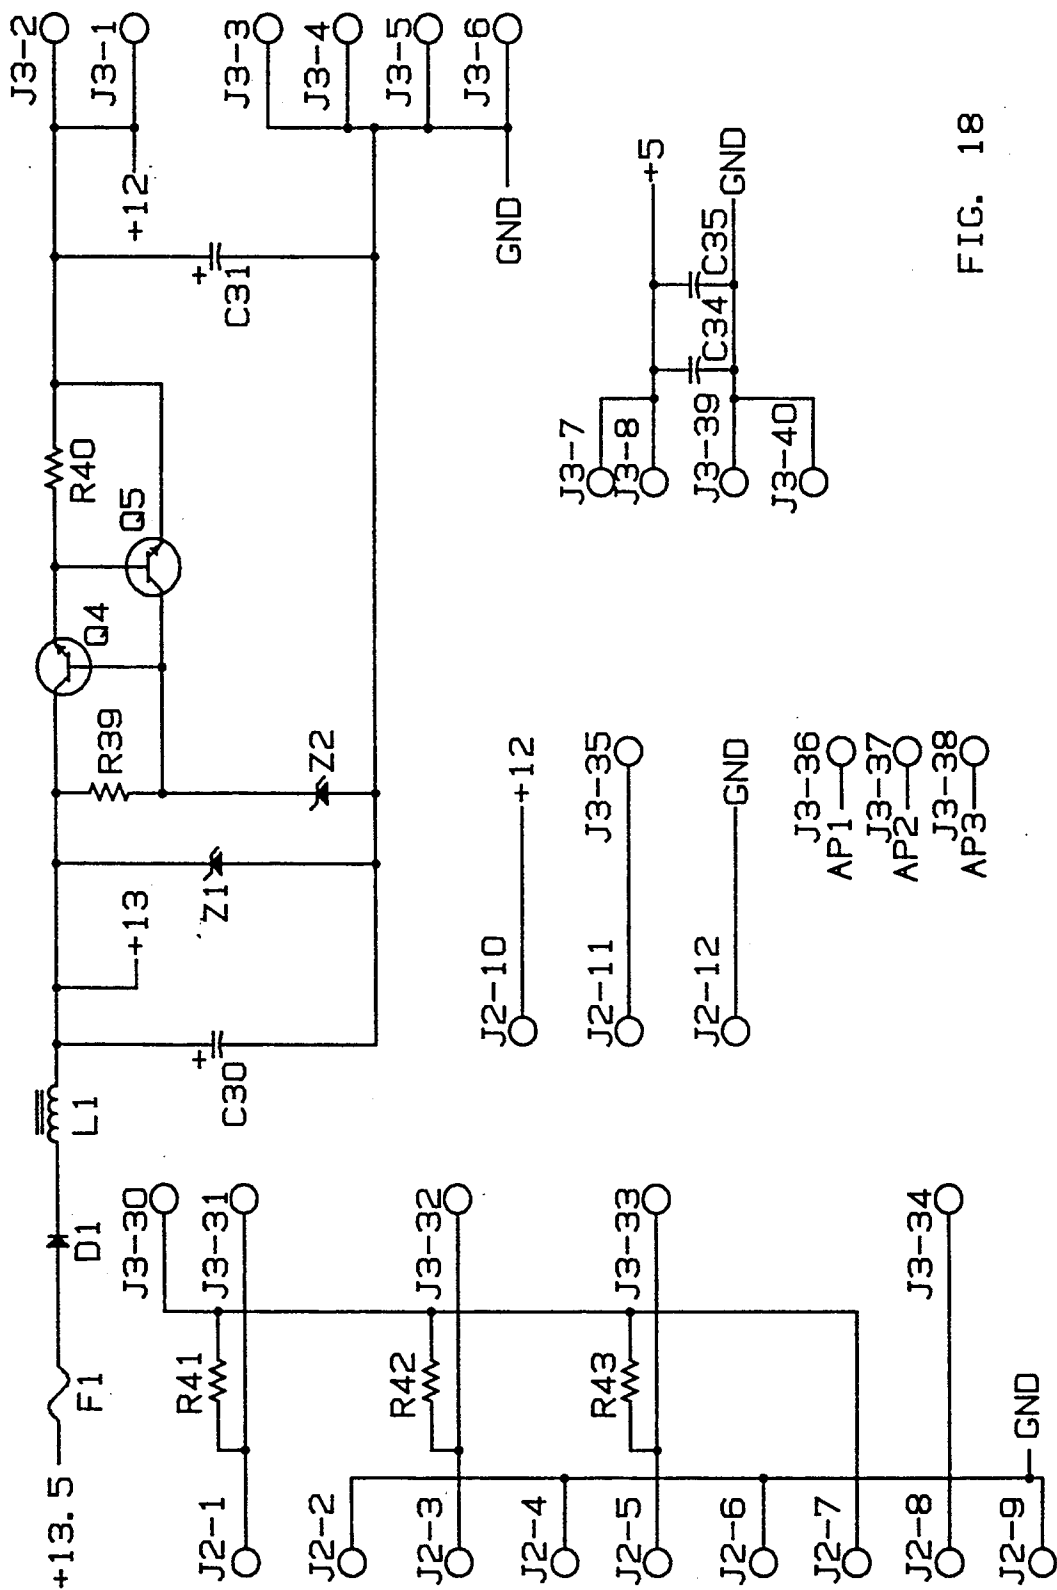 +13.5
F1
D1
L1
+13
R39
Q4
Q5
R40
J3-2
J3-1
+12
C30
Z1
Z2
C31
J3-3
J3-4
J3-5
J3-6
GND
J3-30
J3-31
R41
J2-1
J2-2
J3-32
R42
J2-3
J2-4
J3-33
R43
J2-5
J2-6
J2-7
J3-34
J2-8
J2-9
GND
J2-10
+12
J2-11
J3-35
J2-12
GND
J3-36
AP1
J3-37
AP2
J3-38
AP3
J3-7
J3-8
+5
C34
C35
J3-39
GND
J3-40
FIG. 18